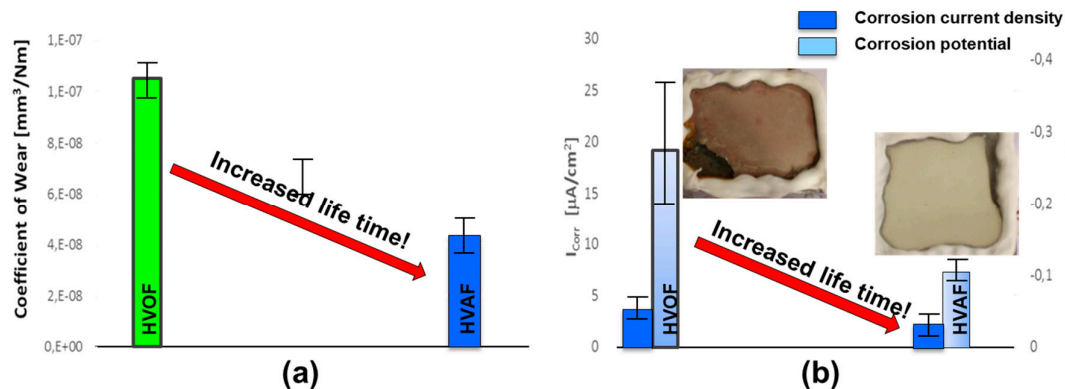 Coefficient of Wear [mm³/Nm]
1,E-07
1,E-07
8,E-08
6,E-08
4,E-08
2,E-08
0,E+00
HVOF
Increased life time!
HVAF
(a)
Corrosion current density
Corrosion potential
I_Corr [µA/cm²]
30
25
20
15
10
5
0
HVOF
Increased life time!
HVAF
-0,4
-0,3
-0,2
-0,1
0
(b)